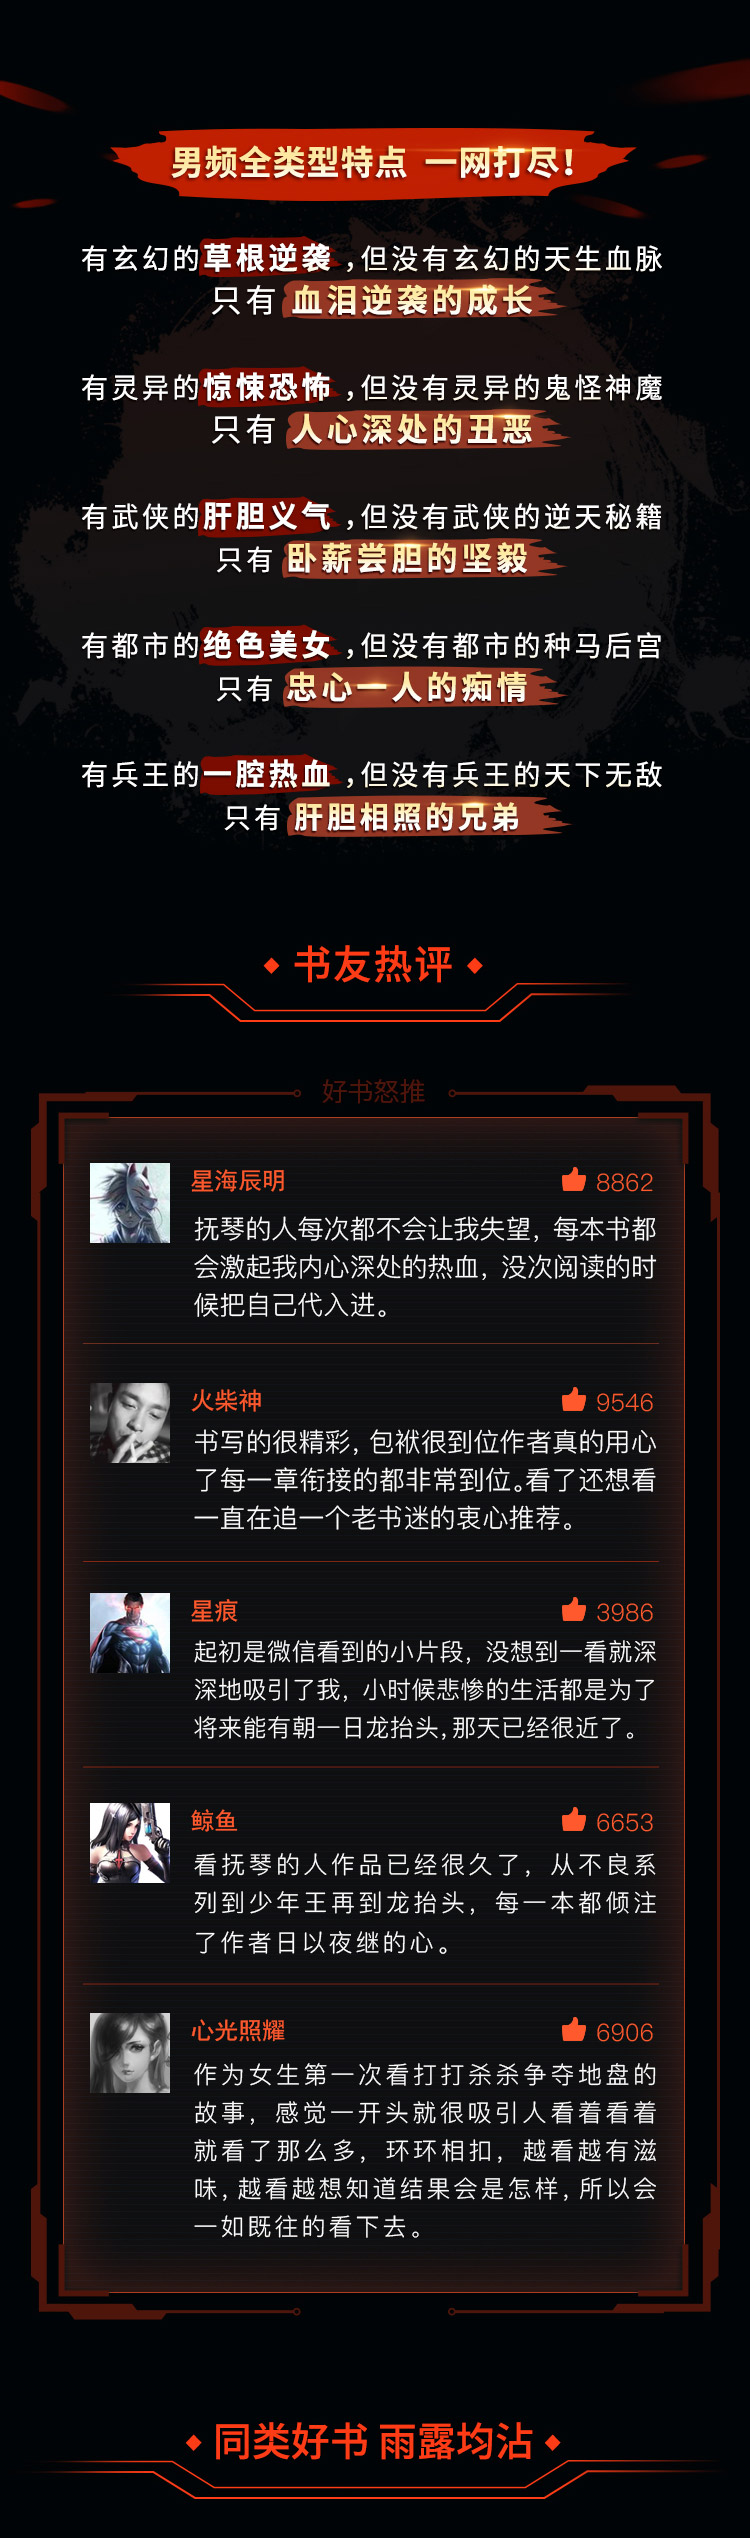 男频全类型特点 一网打尽!
有玄幻的草根逆袭,但没有玄幻的天生血脉
只有 血泪逆袭的成长
有灵异的惊悚恐怖,但没有灵异的鬼怪神魔
只有 人心深处的丑恶
有武侠的肝胆义气,但没有武侠的逆天秘籍
只有 卧薪尝胆的坚毅
有都市的绝色美女,但没有都市的种马后宫
只有 忠心一人的痴情
有兵王的一腔热血,但没有兵王的天下无敌
只有 肝胆相照的兄弟
书友热评
好书怒推
星海辰明 8862
抚琴的人每次都不会让我失望, 每本书都
会激起我内心深处的热血, 没次阅读的时
候把自己代入进。
火柴神 9546
书写的很精彩, 包袱很到位作者真的用心
了每一章衔接的都非常到位。看了还想看
一直在追一个老书迷的衷心推荐。
星痕 3986
起初是微信看到的小片段, 没想到一看就深
深地吸引了我, 小时候悲惨的生活都是为了
将来能有朝一日龙抬头,那天已经很近了。
鲸鱼 6653
看抚琴的人作品已经很久了, 从不良系
列到少年王再到龙抬头, 每一本都倾注
了作者日以夜继的心。
心光照耀 6906
作为女生第一次看打打杀杀争夺地盘的
故事, 感觉一开头就很吸引人看着看着
就看了那么多, 环环相扣, 越看越有滋
味,越看越想知道结果会是怎样,所以会
一如既往的看下去。
同类好书 雨露均沾